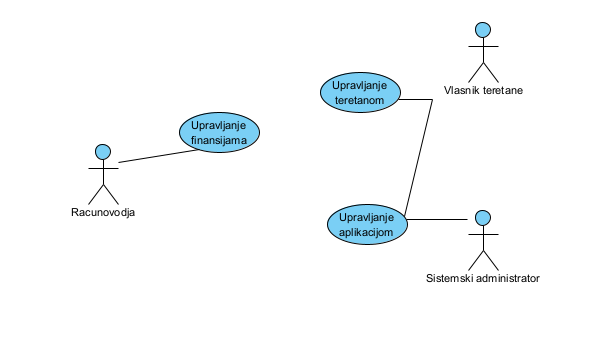 Upravljanje
teretanom
Vlasnik teretane
Upravljanje
finansijama
Racunovodja
Upravljanje
aplikacijom
Sistemski administrator